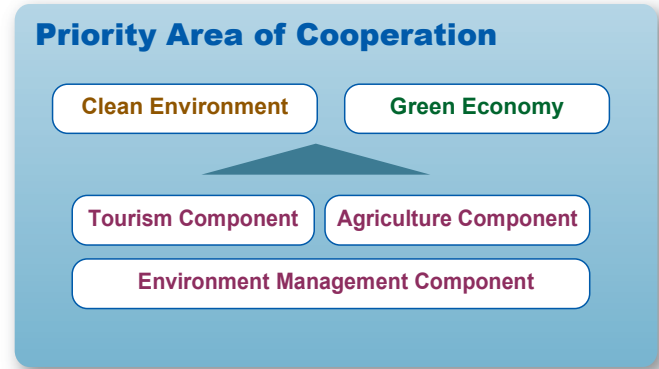 Priority Area of Cooperation
Clean Environment
Green Economy
Tourism Component
Agriculture Component
Environment Management Component